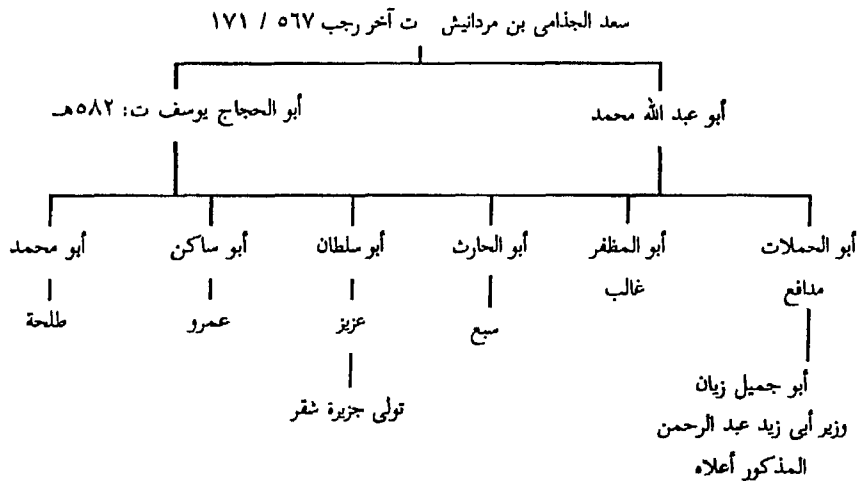 سعد الجذامى بن مردانيش ت آخر رجب ٥٦٧ / ١٧١
أبو عبد الله محمد
أبو الحجاج يوسف ت: ٥٨٢هـ
أبو الحملات أبو المظفر أبو الحارث أبو سلطان أبو ساكن أبو محمد
مدافع غالب سبع عزيز عمرو طلحة
أبو جميل زيان
تولى جزيرة شقر
وزير أبى زيد عبد الرحمن
المذكور أعلاه